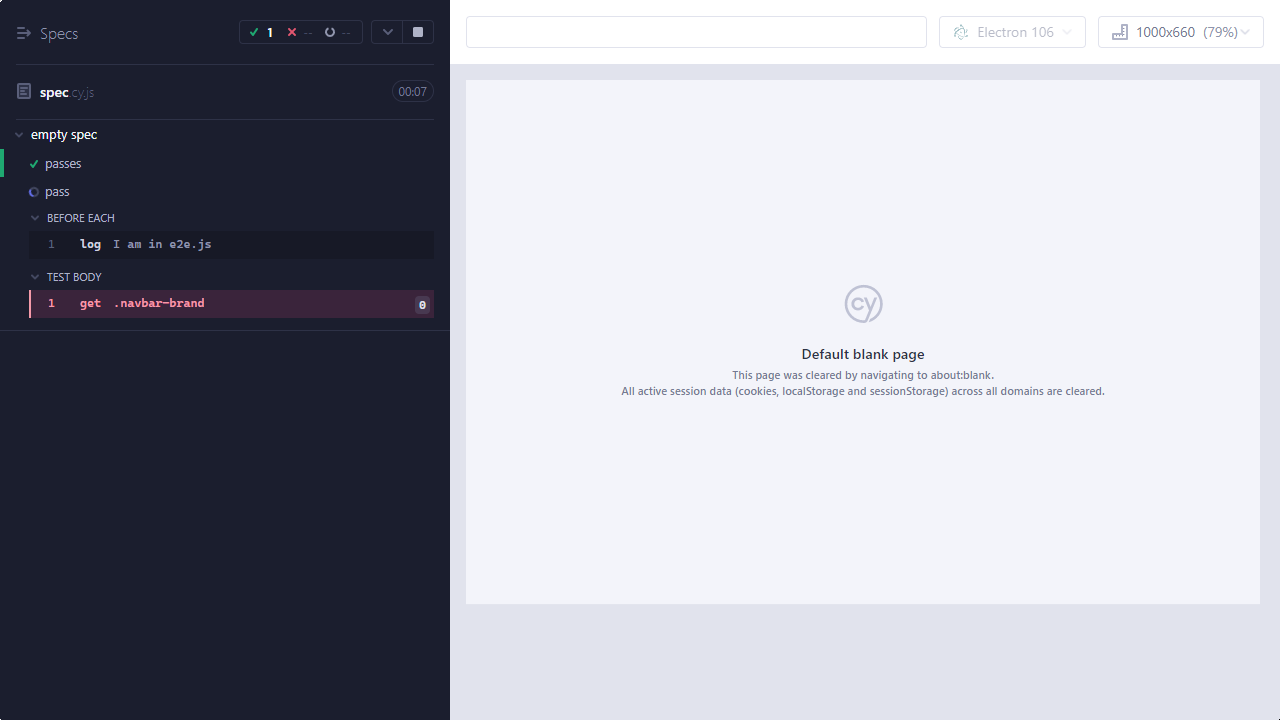 Specs
1 -- --
spec.cy.js
00:07
empty spec
passes
pass
BEFORE EACH
1 log I am in e2e.js
TEST BODY
1 get .navbar-brand 0
Electron 106
1000x660 (79%)
cy
Default blank page
This page was cleared by navigating to about:blank.
All active session data (cookies, localStorage and sessionStorage) across all domains are cleared.